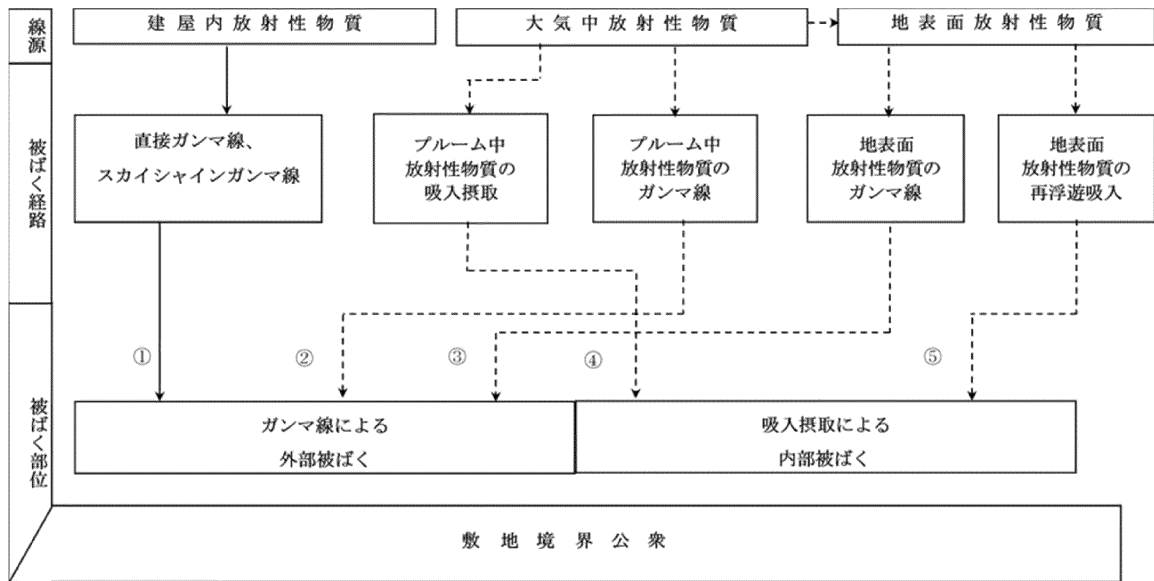 線源
建屋内放射性物質
大気中放射性物質
地表面放射性物質
被ばく経路
直接ガンマ線、
スカイシャインガンマ線
プルーム中
放射性物質の
吸入摂取
プルーム中
放射性物質の
ガンマ線
地表面
放射性物質の
ガンマ線
地表面
放射性物質の
再浮遊吸入
①
②
③
④
⑤
被ばく部位
ガンマ線による
外部被ばく
吸入摂取による
内部被ばく
敷地境界公衆